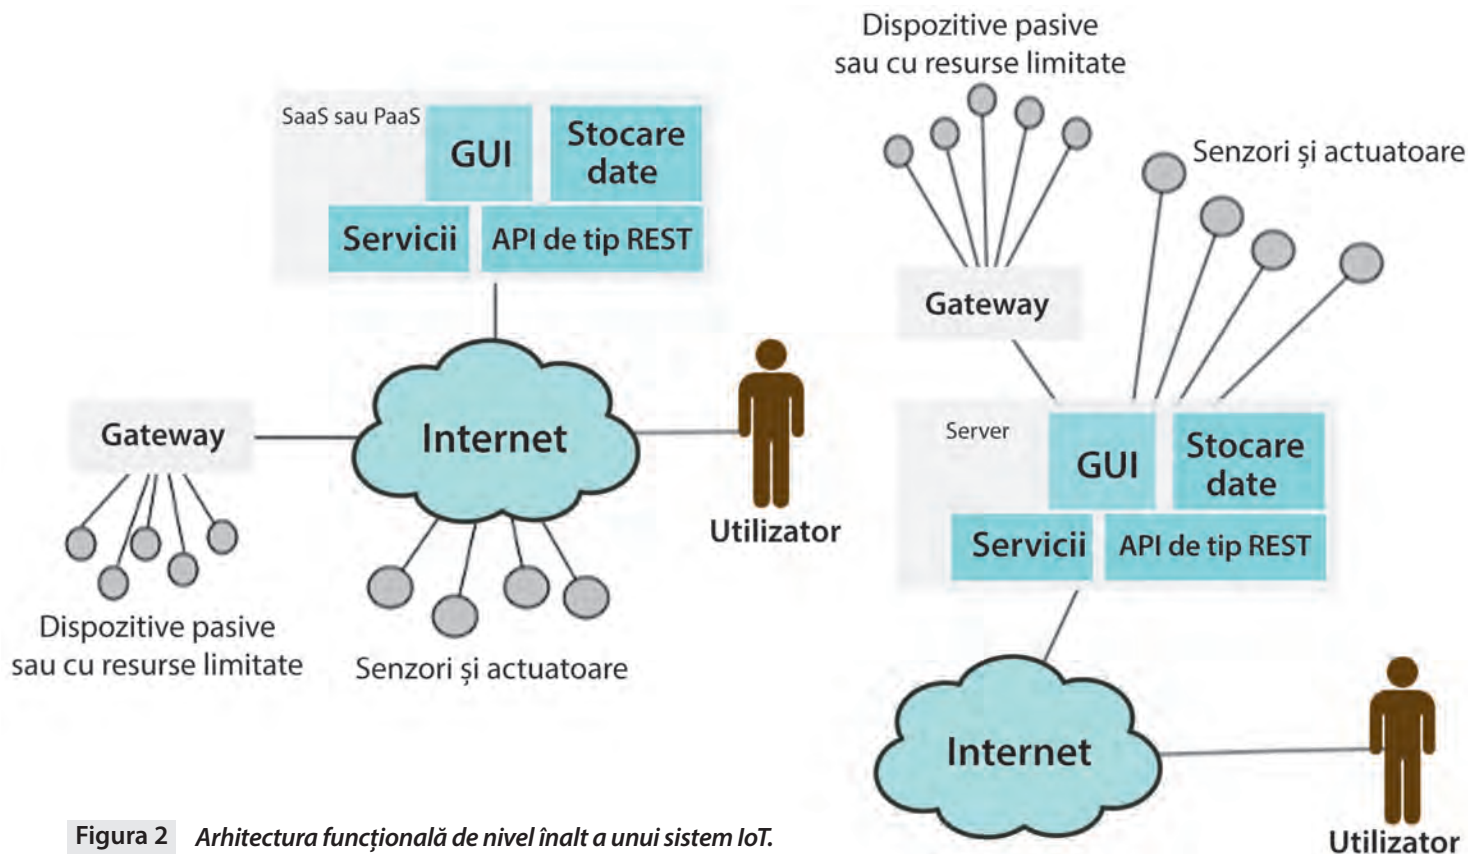 SaaS sau PaaS
GUI
Stocare
date
Servicii
API de tip REST
Gateway
Internet
Utilizator
Dispozitive pasive
sau cu resurse limitate
Senzori și actuatoare
Dispozitive pasive
sau cu resurse limitate
Senzori și actuatoare
Gateway
Server
GUI
Stocare
date
Servicii
API de tip REST
Internet
Utilizator
Figura 2 Arhitectura funcțională de nivel înalt a unui sistem IoT.